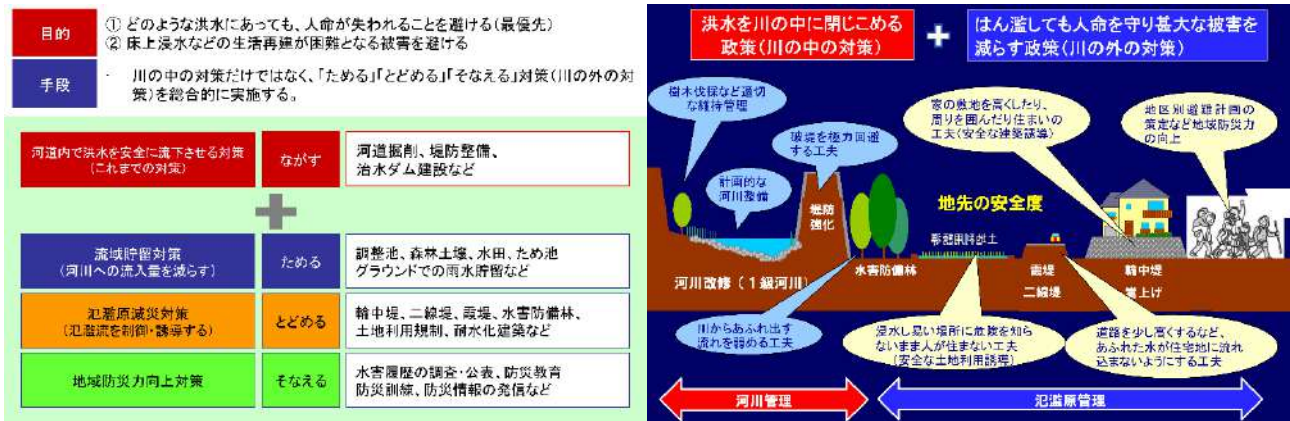 目的
① どのような洪水にあっても、人命が失われることを避ける(最優先)
② 床上浸水などの生活再建が困難となる被害を避ける
手段
・ 川の中の対策だけではなく、「ためる」「とどめる」「そなえる」対策(川の外の対
策)を総合的に実施する。
河道内で洪水を安全に流下させる対策
(これまでの対策)
ながす
河道掘削、堤防整備、
治水ダム建設など
流域貯留対策
(河川への流入量を減らす)
ためる
調整池、森林土壌、水田、ため池
グラウンドでの雨水貯留など
氾濫原減災対策
(氾濫流を制御・誘導する)
とどめる
輪中堤、二線堤、霞堤、水害防備林、
土地利用規制、耐水化建築など
地域防災力向上対策
そなえる
水害履歴の調査・公表、防災教育
防災訓練、防災情報の発信など
洪水を川の中に閉じこめる
政策(川の中の対策)
はん濫しても人命を守り甚大な被害を
減らす政策(川の外の対策)
樹木伐採など適切
な維持管理
破堤を極力回避
する工夫
家の敷地を高くしたり、
周りを囲んだり住まいの
工夫(安全な建築誘導)
地区別避難計画の
策定など地域防災力
の向上
計画的な
河川整備
堤防
強化
地先の安全度
河川改修(1級河川)
水害防備林
霞堤
二線堤
輪中堤
嵩上げ
川からあふれ出す
流れを弱める工夫
浸水し易い場所に危険を知ら
ないまま人が住まない工夫
(安全な土地利用誘導)
道路を少し高くするなど、
あふれた水が住宅地に流れ
込まないようにする工夫
河川管理
氾濫原管理